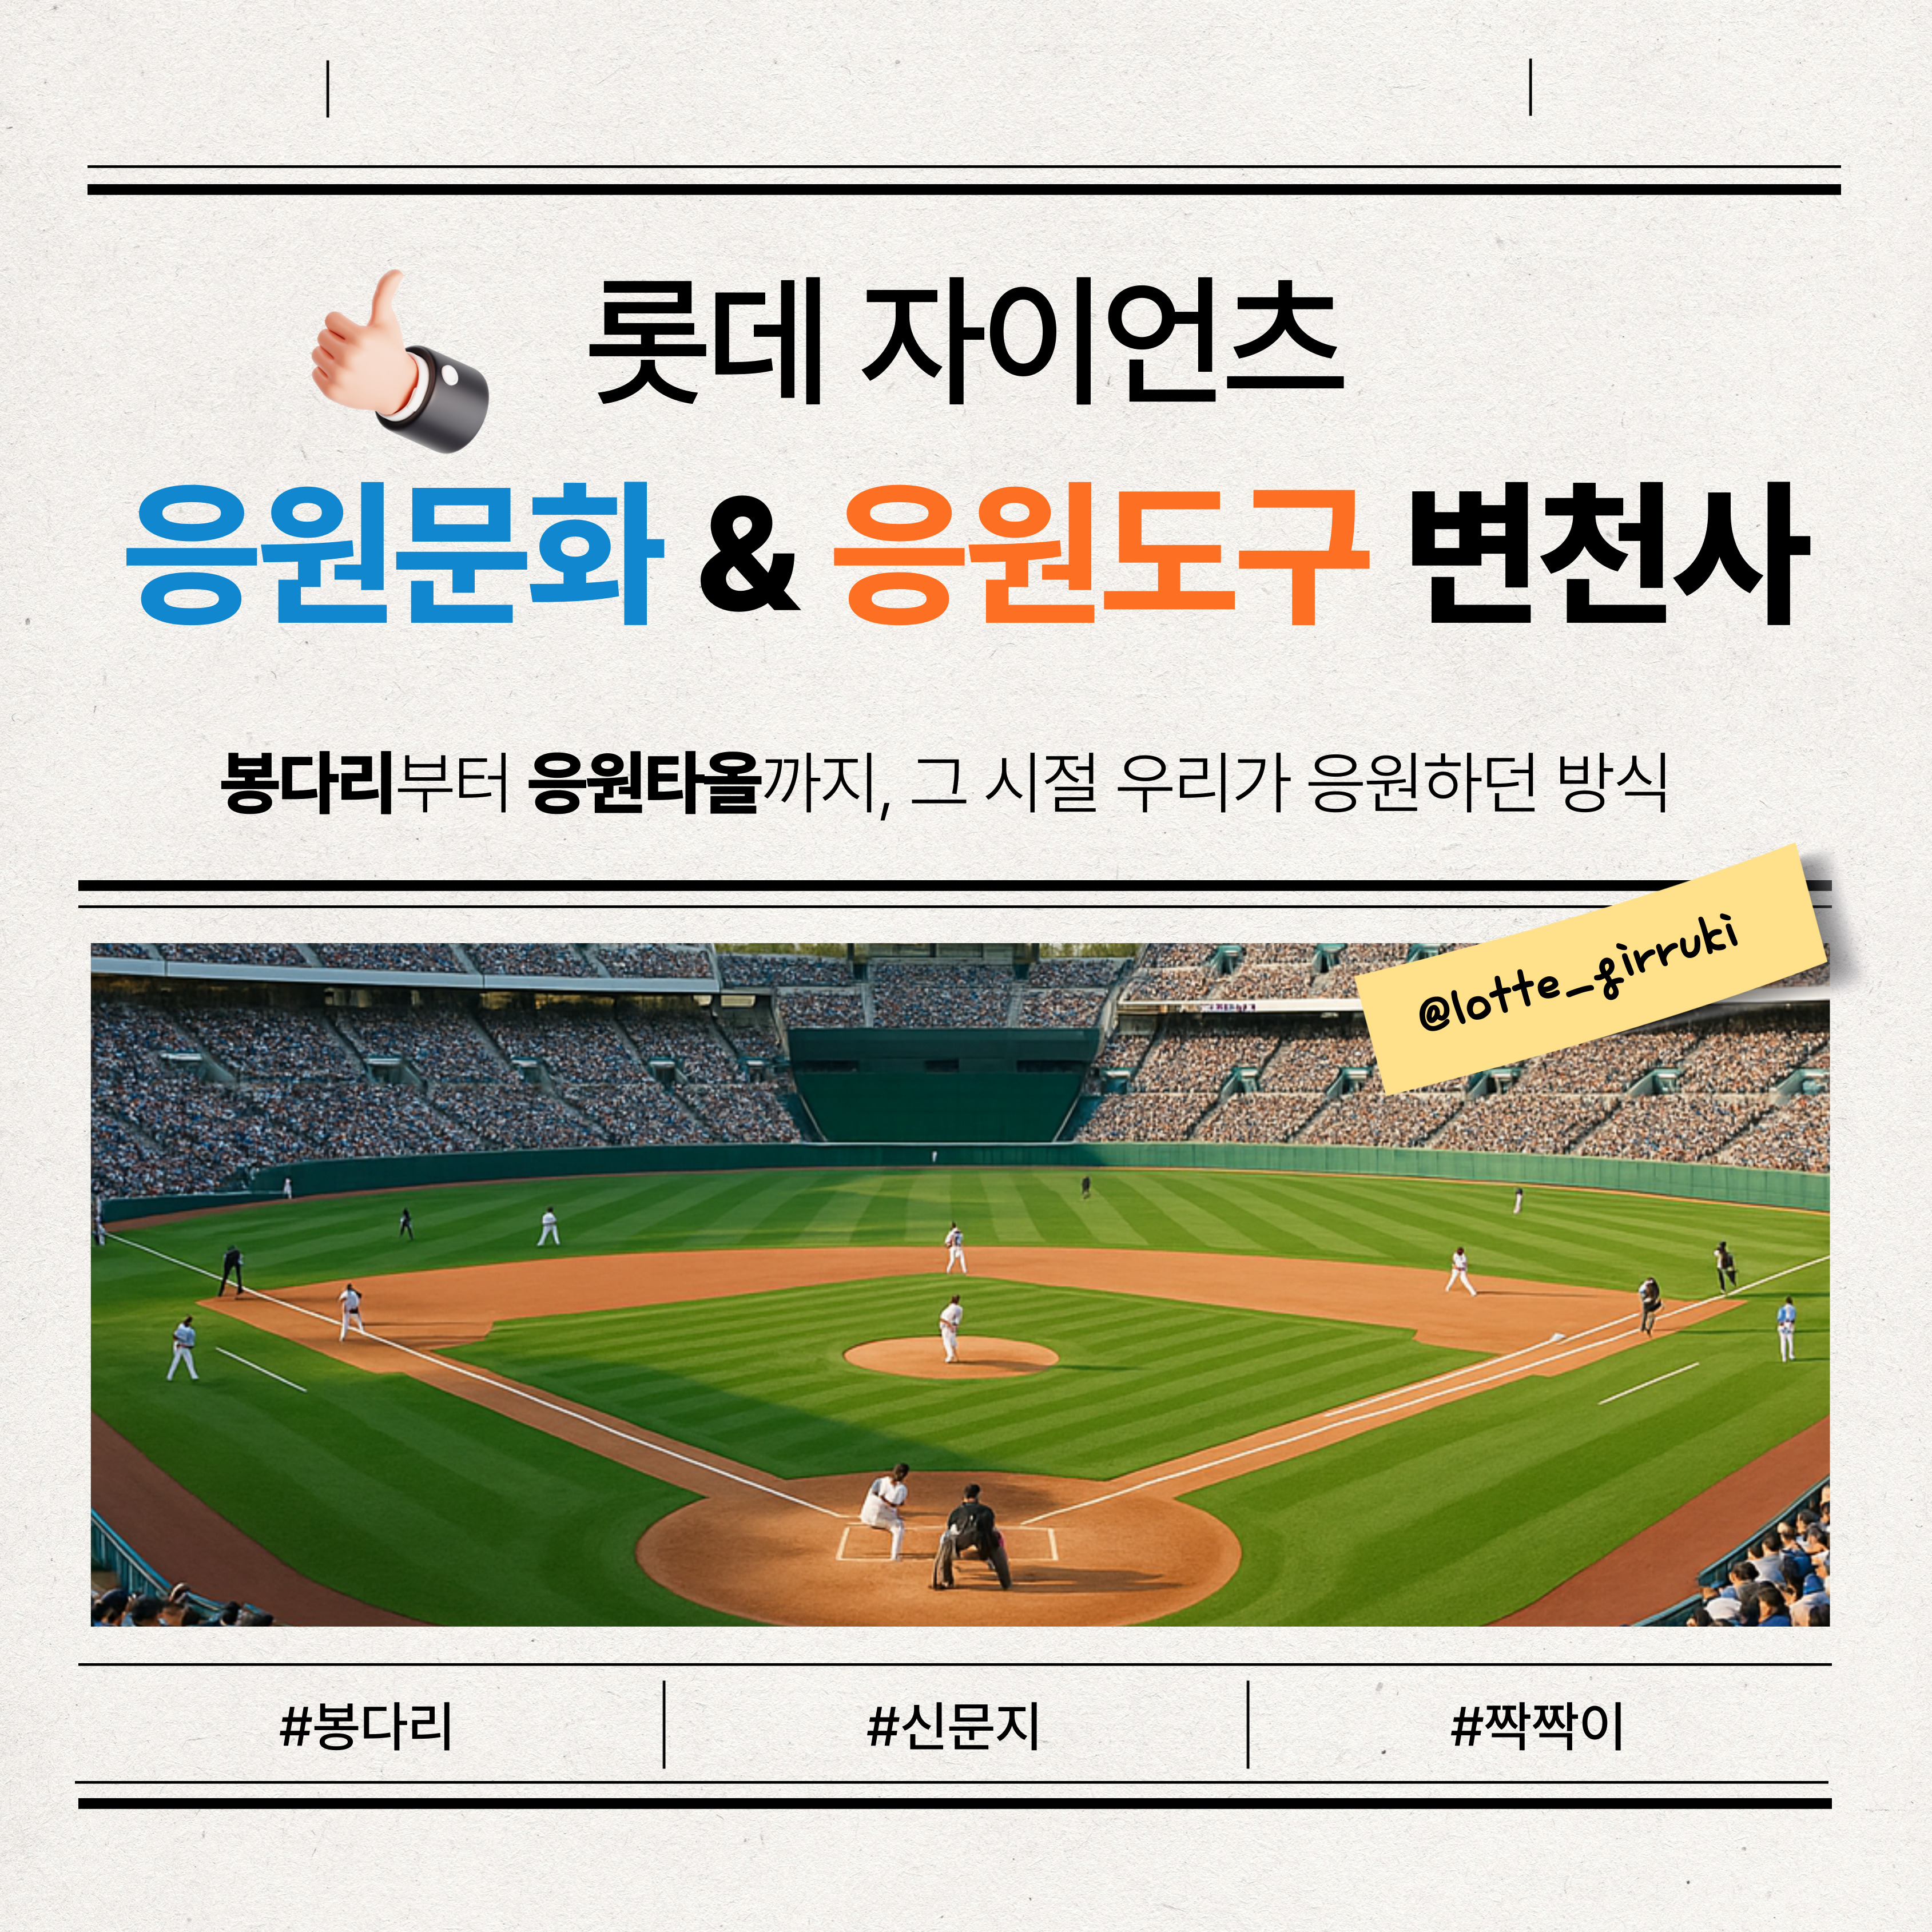 롯데 자이언츠
응원문화 & 응원도구 변천사
봉다리부터 응원타올까지, 그 시절 우리가 응원하던 방식
@lotte_girruki
#봉다리
#신문지
#짝짝이